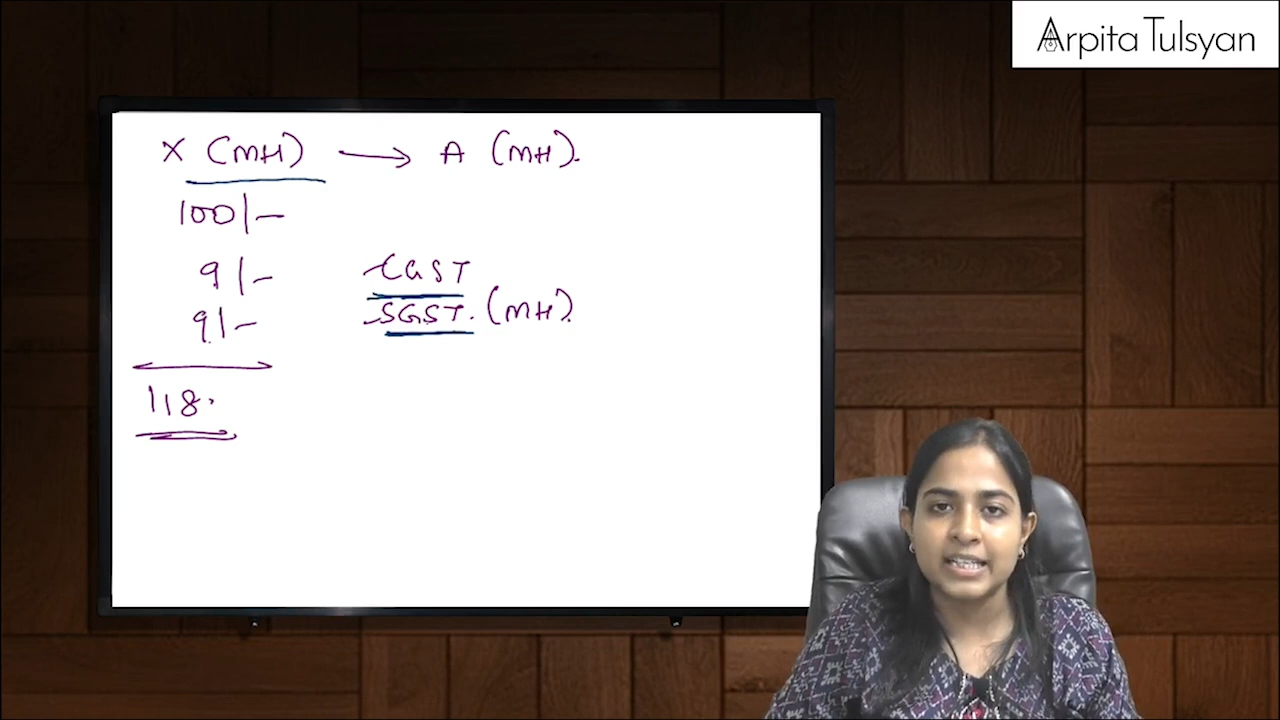 Arpita Tulsyan
X (MH) → A (MH).
100/-
9/- CGST
9/- SGST. (MH).
118.